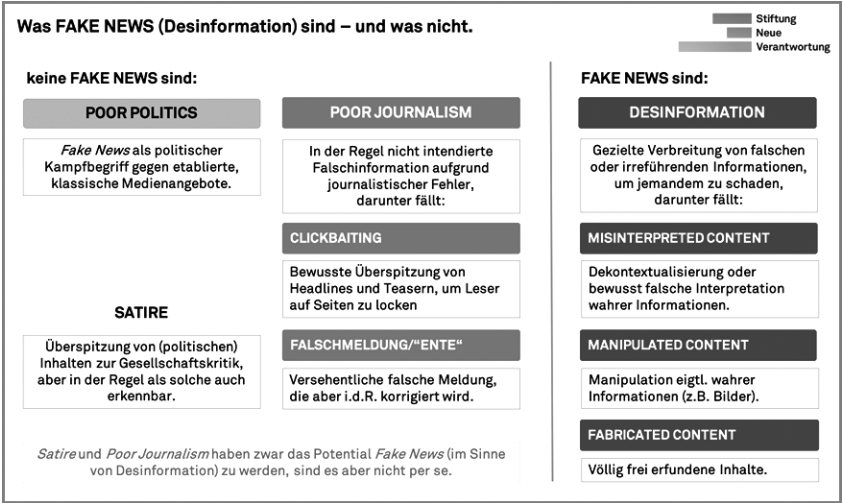 Was FAKE NEWS (Desinformation) sind – und was nicht.
Stiftung
Neue
Verantwortung
keine FAKE NEWS sind:
POOR POLITICS
Fake News als politischer
Kampfbegriff gegen etablierte,
klassische Medienangebote.
SATIRE
Überspitzung von (politischen)
Inhalten zur Gesellschaftskritik,
aber in der Regel als solche auch
erkennbar.
POOR JOURNALISM
In der Regel nicht intendierte
Falschinformation aufgrund
journalistischer Fehler,
darunter fällt:
CLICKBAITING
Bewusste Überspitzung von
Headlines und Teasern, um Leser
auf Seiten zu locken
FALSCHMELDUNG/“ENTE“
Versehentliche falsche Meldung,
die aber i.d.R. korrigiert wird.
Satire und Poor Journalism haben zwar das Potential Fake News (im Sinne
von Desinformation) zu werden, sind es aber nicht per se.
FAKE NEWS sind:
DESINFORMATION
Gezielte Verbreitung von falschen
oder irreführenden Informationen,
um jemandem zu schaden,
darunter fällt:
MISINTERPRETED CONTENT
Dekontextualisierung oder
bewusst falsche Interpretation
wahrer Informationen.
MANIPULATED CONTENT
Manipulation eigtl. wahrer
Informationen (z.B. Bilder).
FABRICATED CONTENT
Völlig frei erfundene Inhalte.